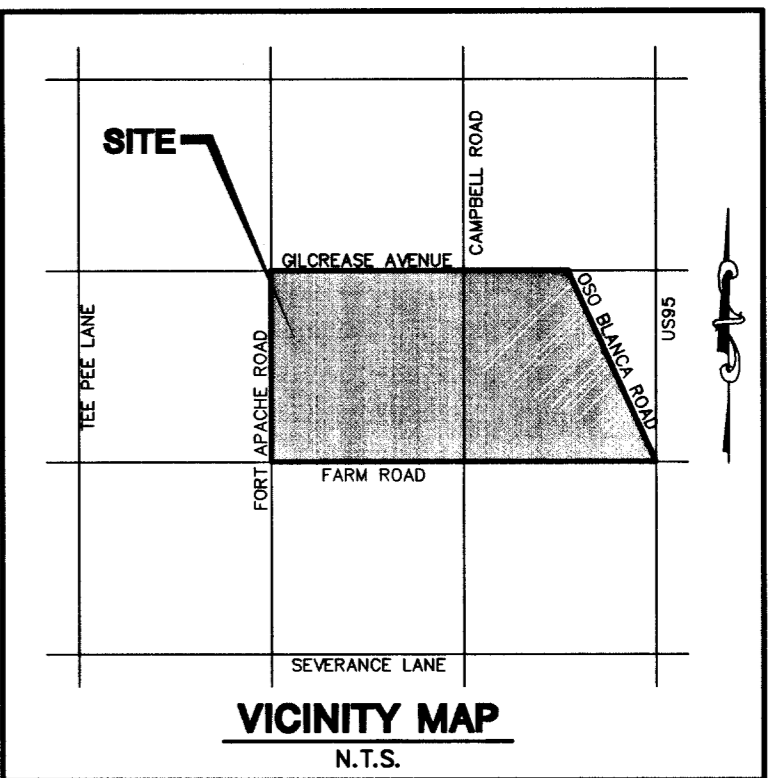 SITE
CAMPBELL ROAD
GILCREASE AVENUE
OSO BLANCA ROAD
US95
TEE PEE LANE
FORT APACHE ROAD
FARM ROAD
SEVERANCE LANE
VICINITY MAP
N.T.S.